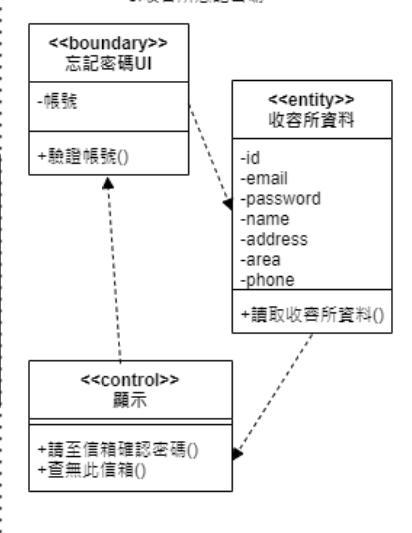 <<boundary>>
忘記密碼UI
-帳號
+驗證帳號()
<<entity>>
收容所資料
-id
-email
-password
-name
-address
-area
-phone
+讀取收容所資料()
<<control>>
顯示
+請至信箱確認密碼()
+查無此信箱()